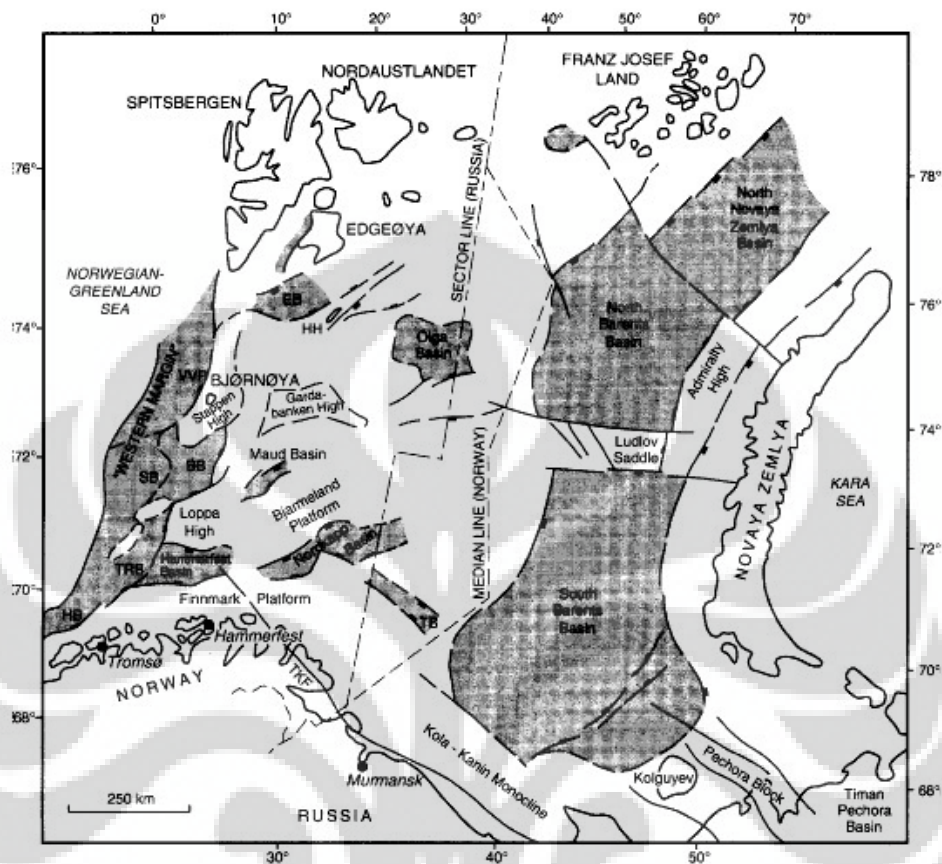 0° 10° 20° 30° 40° 50° 60° 70°
NORDAUSTLANDET
FRANZ JOSEF
LAND
SPITSBERGEN
76°
78°
SECTOR LINE (RUSSIA)
North
Novaya
Zemlya
Basin
EDGEØYA
NORWEGIAN-
GREENLAND
SEA
EB
76°
74°
HH
Olga
Basin
North
Barents
Basin
Admiralty
High
"WESTERN MARGIN"
VVP
BJØRNØYA
Stappen
High
Garda-
banken High
74°
72°
Maud Basin
Ludlov
Saddle
SB
BB
MEDIAN LINE (NORWAY)
NOVAYA ZEMLYA
KARA
SEA
Loppa
High
Bjarmeland
Platform
72°
Nordkapp
Basin
TRB
Hammerfest
Basin
70°
Finnmark Platform
South
Barents
Basin
HB
TB
Hammerfest
Tromsø
70°
NORWAY
TKF
68°
Kola - Kanin Monocline
Murmansk
Kolguyev
Pechora Block
68°
250 km
RUSSIA
Timan
Pechora
Basin
30° 40° 50°